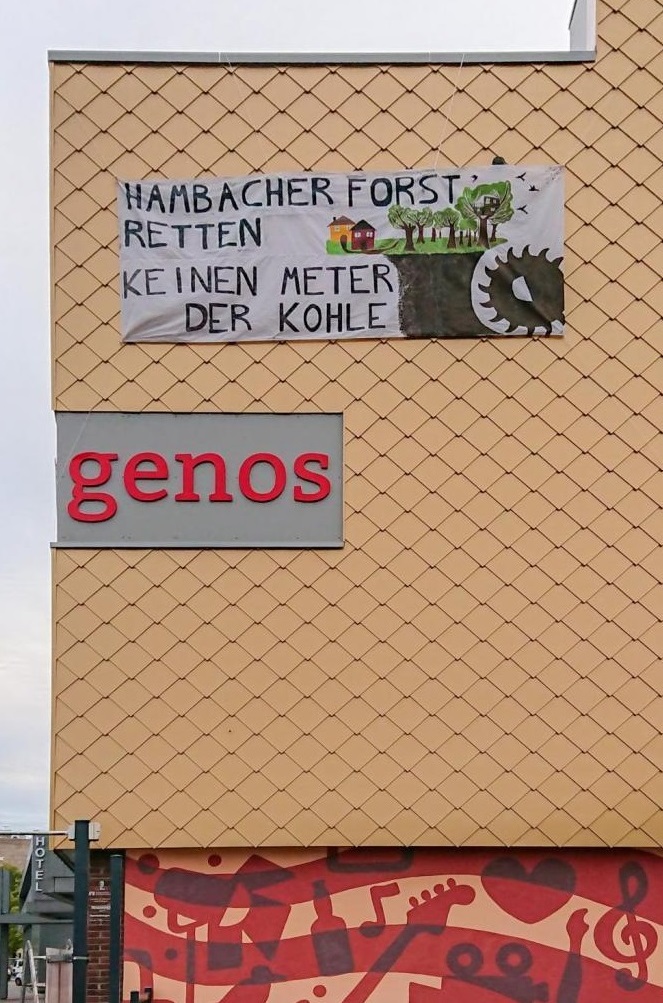 HAMBACHER FORST
RETTEN
KEINEN METER
DER KOHLE
genos
HOTEL